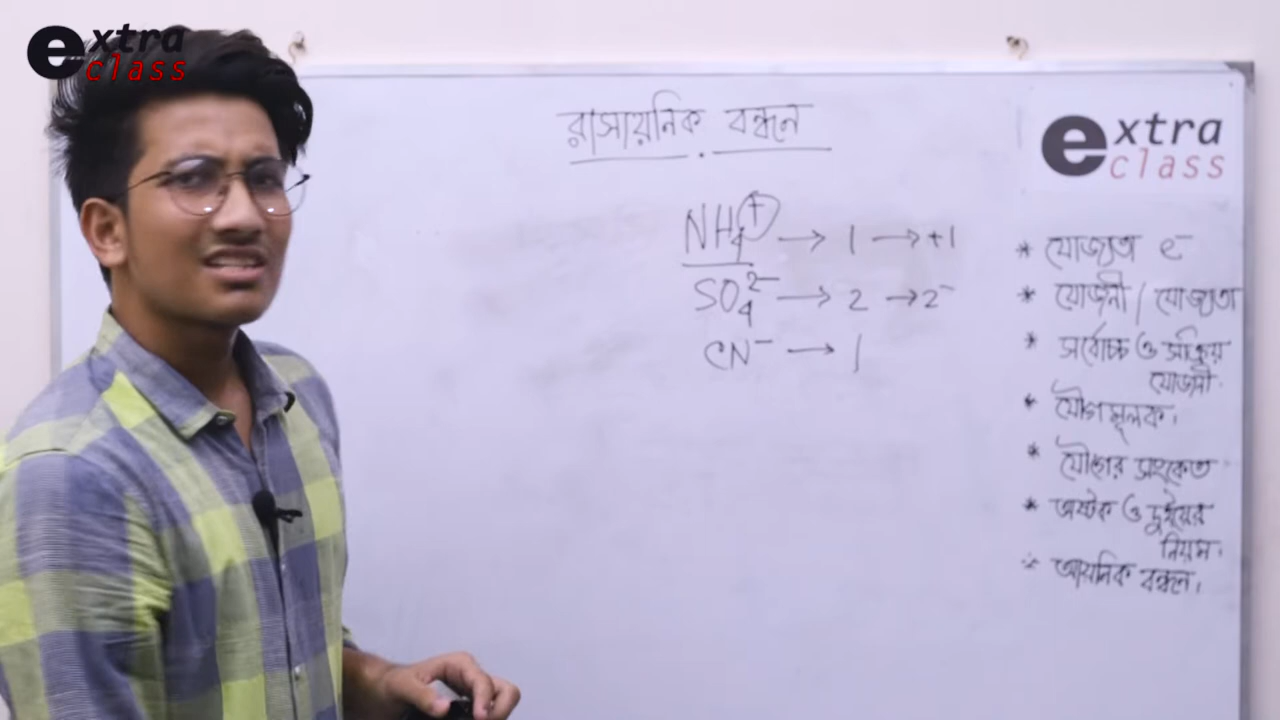 extra class
রাসায়নিক বন্ধন
extra class
NH₄⁺ → 1 → +1
SO₄²⁻ → 2 → 2⁻
CN⁻ → 1
* যোজ্যতা e⁻
* যোজনী / যোজ্যতা
* সর্বোচ্চ ও সক্রিয়
যোজনী.
* যৌগমূলক।
* যৌগের সংকেত
* অষ্টক ও দুইয়ের
নিয়ম.
* আয়নিক বন্ধন।